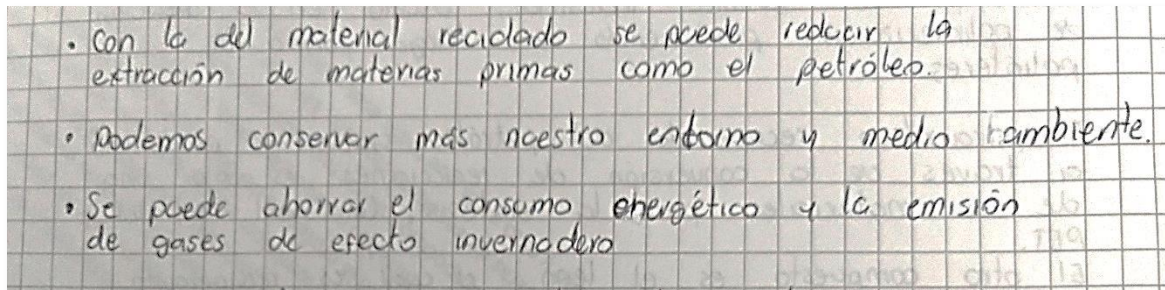 • Con la del material reciclado se puede reducir la
extracción de materias primas como el petróleo.
• Podemos conservar más nuestro entorno y medio ambiente.
• Se puede ahorrar el consumo energético y la emisión
de gases de efecto invernadero